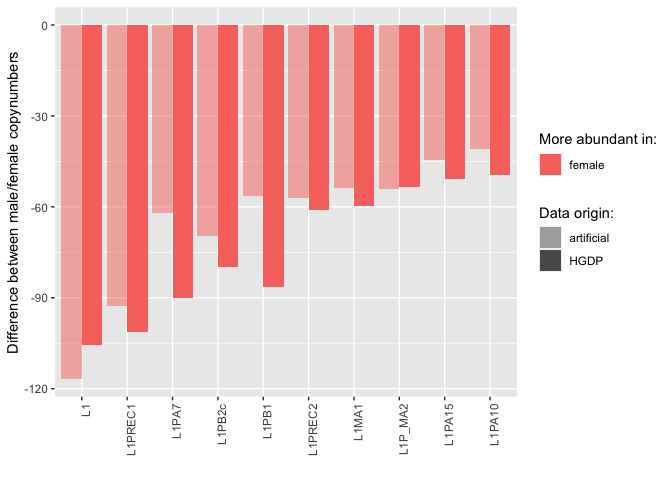 Difference between male/female copynumbers
0
-30
-60
-90
-120
L1
L1PREC1
L1PA7
L1PB2c
L1PB1
L1PREC2
L1MA1
L1P_MA2
L1PA15
L1PA10
More abundant in:
female
Data origin:
artificial
HGDP